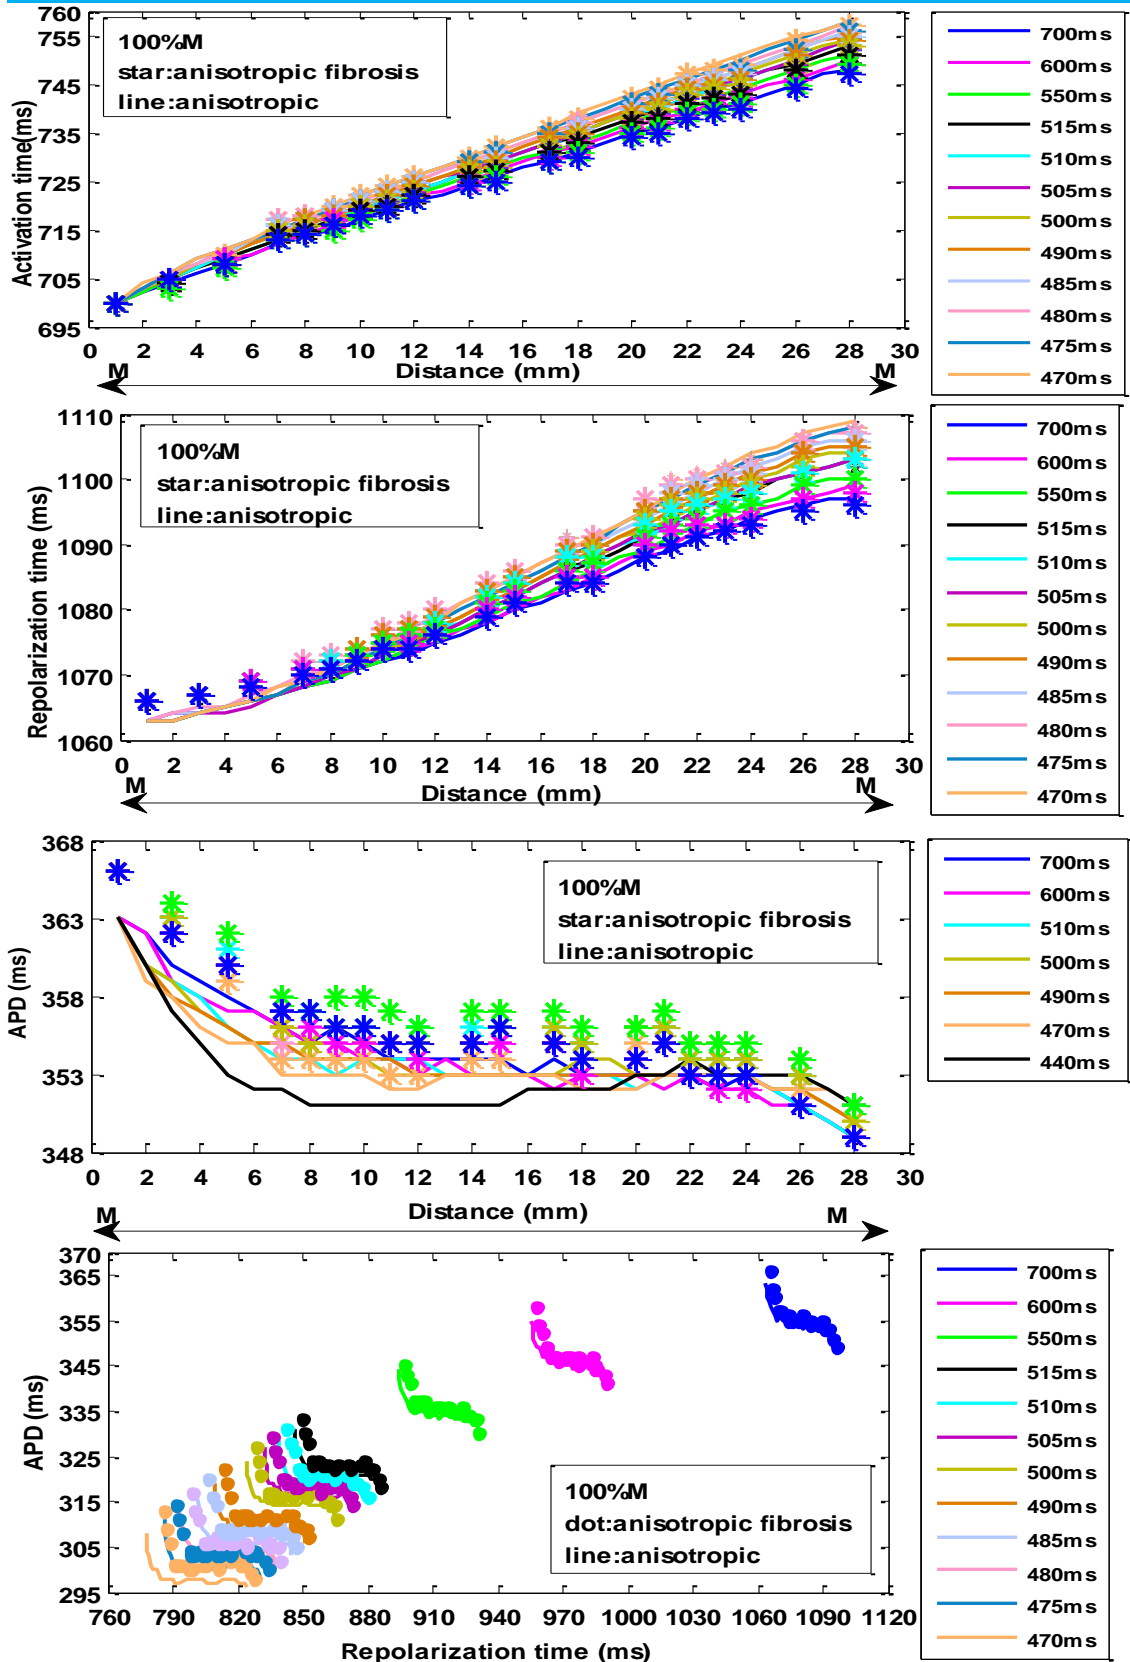 760
755
745
735
725
715
705
695
Activation time(ms)
100%M
star:anisotropic fibrosis
line:anisotropic
0 2 4 6 8 10 12 14 16 18 20 22 24 26 28 30
M Distance (mm) M
700ms
600ms
550ms
515ms
510ms
505ms
500ms
490ms
485ms
480ms
475ms
470ms
1110
1100
1090
1080
1070
1060
Repolarization time (ms)
100%M
star:anisotropic fibrosis
line:anisotropic
0 2 4 6 8 10 12 14 16 18 20 22 24 26 28 30
M Distance (mm) M
700ms
600ms
550ms
515ms
510ms
505ms
500ms
490ms
485ms
480ms
475ms
470ms
368
363
358
353
348
APD (ms)
100%M
star:anisotropic fibrosis
line:anisotropic
0 2 4 6 8 10 12 14 16 18 20 22 24 26 28 30
M Distance (mm) M
700ms
600ms
510ms
500ms
490ms
470ms
440ms
370
365
355
345
335
325
315
305
295
APD (ms)
100%M
dot:anisotropic fibrosis
line:anisotropic
760 790 820 850 880 910 940 970 1000 1030 1060 1090 1120
Repolarization time (ms)
700ms
600ms
550ms
515ms
510ms
505ms
500ms
490ms
485ms
480ms
475ms
470ms